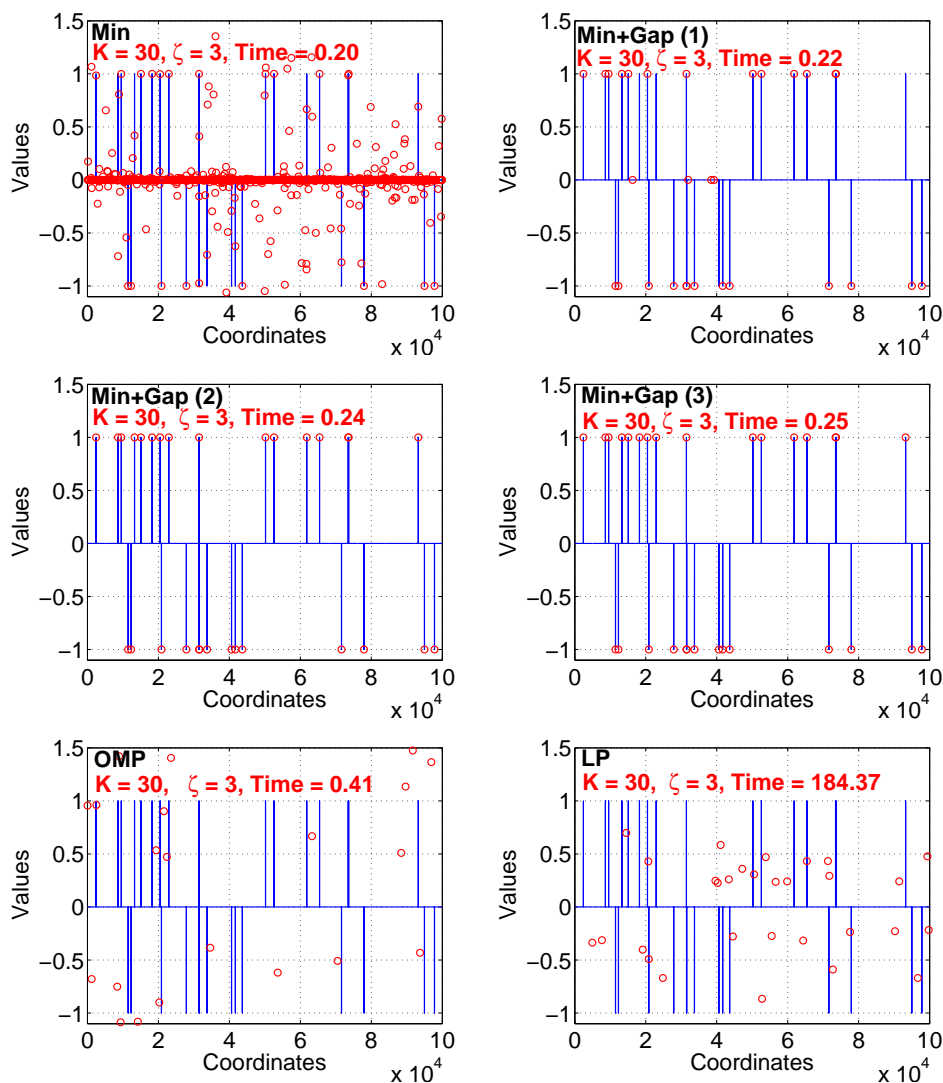 Min
K = 30, ζ = 3, Time = 0.20
1.5
1
0.5
0
−0.5
−1
Values
0 2 4 6 8 10
Coordinates
x 10^4
Min+Gap (1)
K = 30, ζ = 3, Time = 0.22
1.5
1
0.5
0
−0.5
−1
Values
0 2 4 6 8 10
Coordinates
x 10^4
Min+Gap (2)
K = 30, ζ = 3, Time = 0.24
1.5
1
0.5
0
−0.5
−1
Values
0 2 4 6 8 10
Coordinates
x 10^4
Min+Gap (3)
K = 30, ζ = 3, Time = 0.25
1.5
1
0.5
0
−0.5
−1
Values
0 2 4 6 8 10
Coordinates
x 10^4
OMP
K = 30, ζ = 3, Time = 0.41
1.5
1
0.5
0
−0.5
−1
Values
0 2 4 6 8 10
Coordinates
x 10^4
LP
K = 30, ζ = 3, Time = 184.37
1.5
1
0.5
0
−0.5
−1
Values
0 2 4 6 8 10
Coordinates
x 10^4